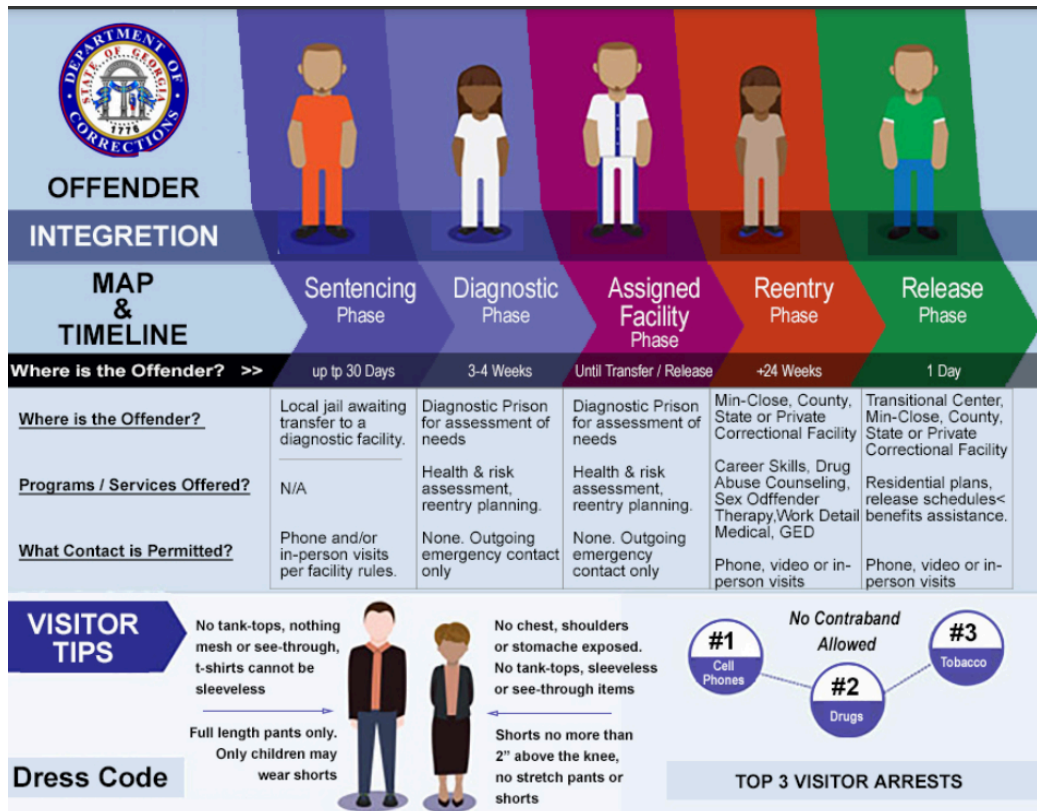 DEPARTMENT OF
CORRECTIONS
STATE OF GEORGIA
1776
OFFENDER
INTEGRETION
MAP
&
TIMELINE
Sentencing
Phase
Diagnostic
Phase
Assigned
Facility
Phase
Reentry
Phase
Release
Phase
Where is the Offender? >>
up tp 30 Days
3-4 Weeks
Until Transfer / Release
+24 Weeks
1 Day
Where is the
Offender?
Local jail awaiting
transfer to a
diagnostic facility.
Diagnostic Prison
for assessment of
needs
Diagnostic Prison
for assessment of
needs
Min-Close, County,
State or Private
Correctional Facility
Transitional Center,
Min-Close, County,
State or Private
Correctional Facility
Programs / Services Offered?
N/A
Health & risk
assessment,
reentry planning.
Health & risk
assessment,
reentry planning.
Career Skills, Drug
Abuse Counseling,
Sex Odffender
Therapy,Work Detail
Medical, GED
Residential plans,
release schedules<
benefits assistance.
What Contact is Permitted?
Phone and/or
in-person visits
per facility rules.
None. Outgoing
emergency contact
only
None. Outgoing
emergency
contact only
Phone, video or in-
person visits
Phone, video or in-
person visits
VISITOR
TIPS
No tank-tops, nothing
mesh or see-through,
t-shirts cannot be
sleeveless
Full length pants only.
Only children may
wear shorts
No chest, shoulders
or stomache exposed.
No tank-tops, sleeveless
or see-through items
Shorts no more than
2” above the knee,
no stretch pants or
shorts
Dress Code
No Contraband
Allowed
#1
Cell
Phones
#2
Drugs
#3
Tobacco
TOP 3 VISITOR ARRESTS